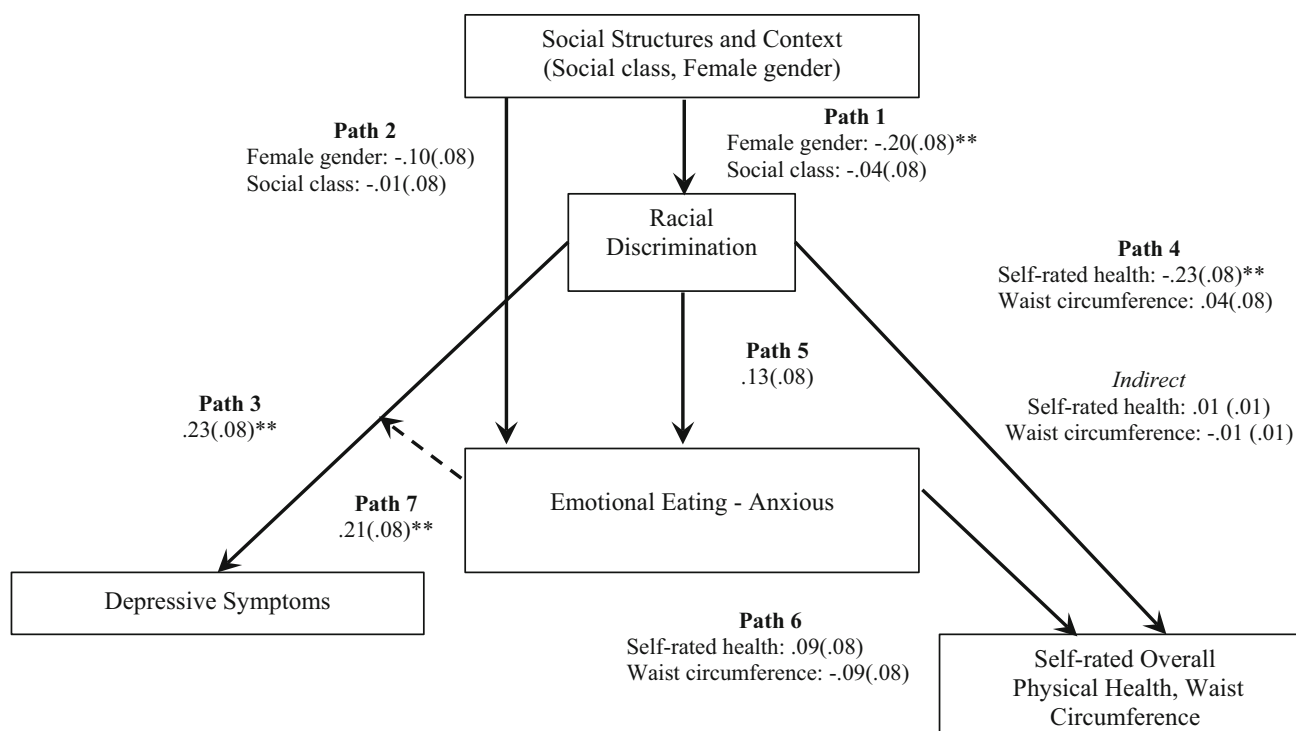 Social Structures and Context
(Social class, Female gender)
Path 2
Female gender: -.10(.08)
Social class: -.01(.08)
Path 1
Female gender: -.20(.08)**
Social class: -.04(.08)
Racial
Discrimination
Path 4
Self-rated health: -.23(.08)**
Waist circumference: .04(.08)
Path 5
.13(.08)
Indirect
Self-rated health: .01 (.01)
Waist circumference: -.01 (.01)
Path 3
.23(.08)**
Emotional Eating - Anxious
Path 7
.21(.08)**
Depressive Symptoms
Path 6
Self-rated health: .09(.08)
Waist circumference: -.09(.08)
Self-rated Overall
Physical Health, Waist
Circumference